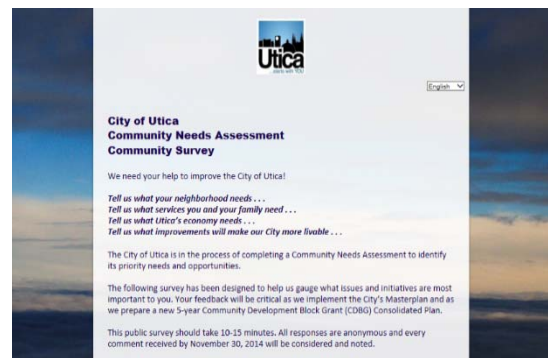 Utica
English
City of Utica
Community Needs Assessment
Community Survey
We need your help to improve the City of Utica!
Tell us what your neighborhood needs . . .
Tell us what services you and your family need . . .
Tell us what Utica's economy needs . . .
Tell us what improvements will make our City more livable . . .
The City of Utica is in the process of completing a Community Needs Assessment to identify
its priority needs and opportunities.
The following survey has been designed to help us gauge what issues and initiatives are most
important to you. Your feedback will be critical as we implement the City's Masterplan and as
we prepare a new 5-year Community Development Block Grant (CDBG) Consolidated Plan.
This public survey should take 10-15 minutes. All responses are anonymous and every
comment received by November 30, 2014 will be considered and noted.